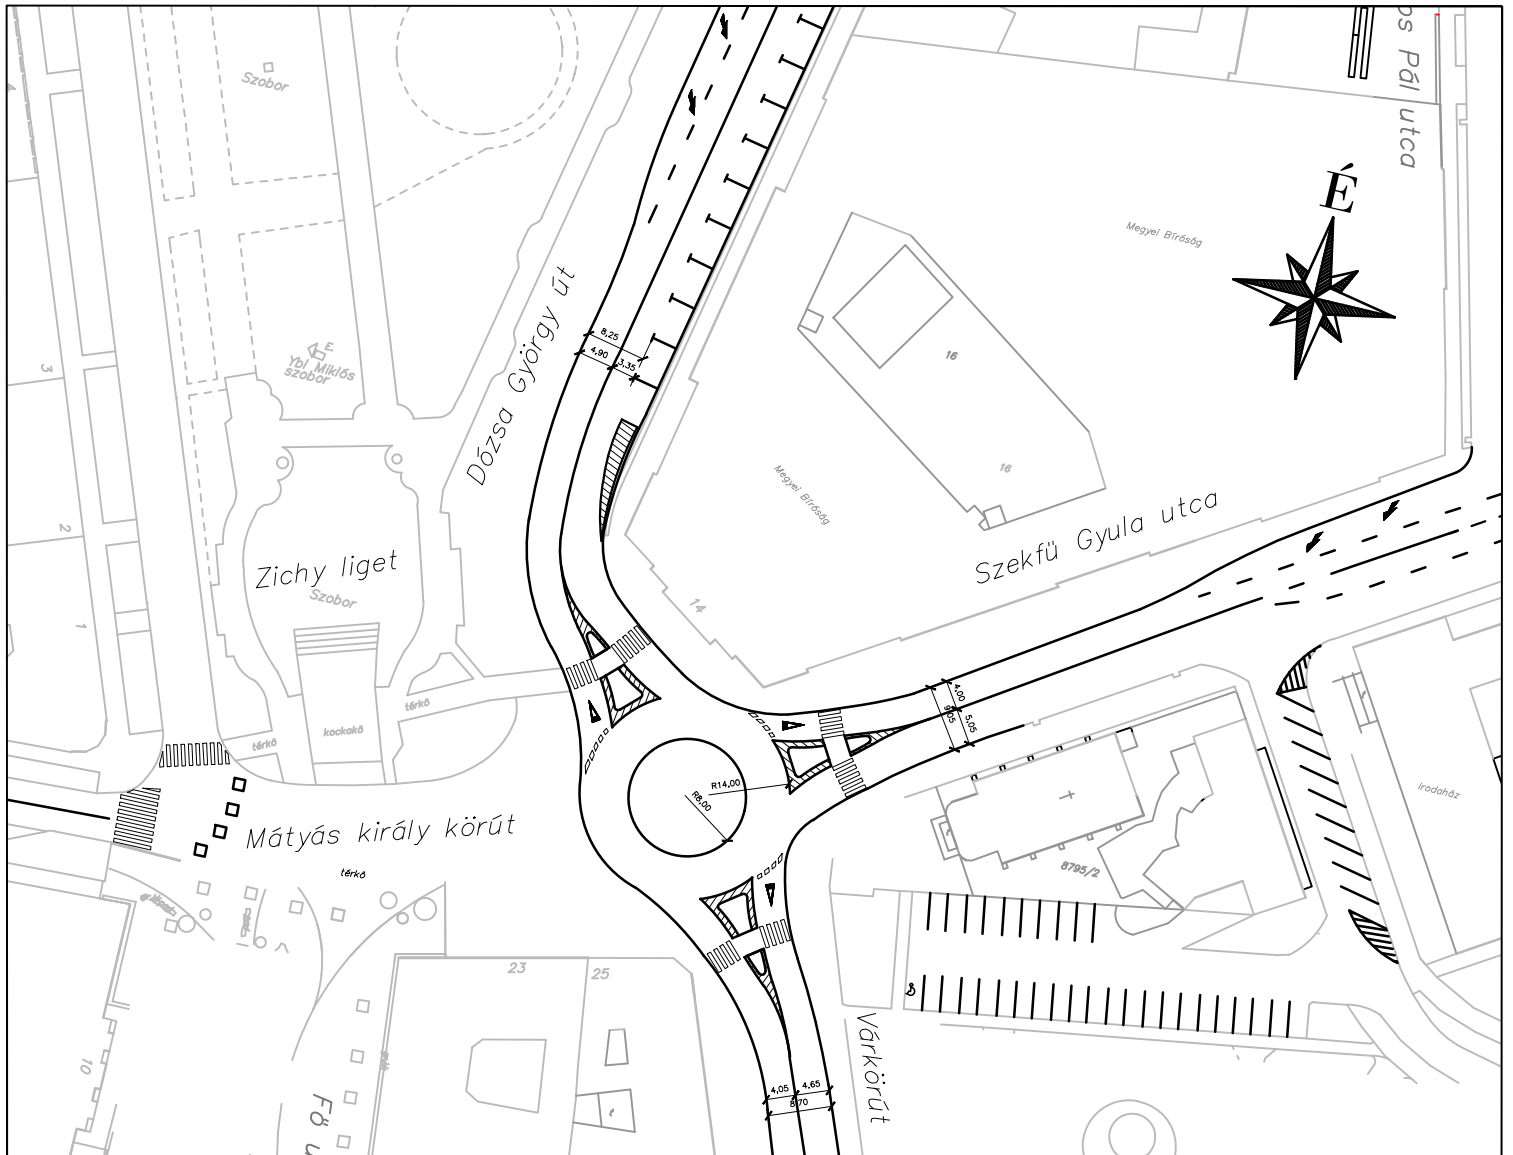 os Pál utca
Szobor
É
Megyei Bíróság
Dózsa György út
8,25
4,90
3,35
E.
Ybl Miklós
szobor
16
3
Megyei Bíróság
16
Szekfü Gyula utca
2
Zichy liget
Szobor
14
1
4,00
9,05
5,05
térkő
kockakő
térkő
R14,00
R8,00
Irodaház
Mátyás király körút
térkő
8795/2
23
25
Várkörút
10
4,05
4,65
8,70
Fő u